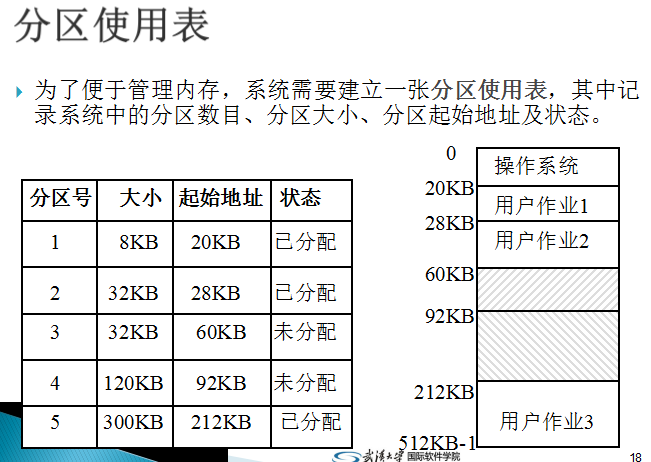 分区使用表
为了便于管理内存，系统需要建立一张分区使用表，其中记
录系统中的分区数目、分区大小、分区起始地址及状态。
分区号 大小 起始地址 状态
1 8KB 20KB 已分配
2 32KB 28KB 已分配
3 32KB 60KB 未分配
4 120KB 92KB 未分配
5 300KB 212KB 已分配
0
操作系统
20KB
用户作业1
28KB
用户作业2
60KB
92KB
212KB
用户作业3
512KB-1
武汉大学 国际软件学院
18